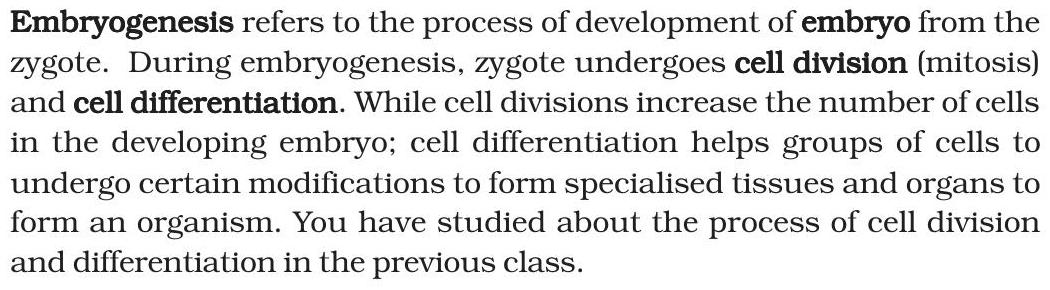 Embryogenesis refers to the process of development of embryo from the
zygote. During embryogenesis, zygote undergoes cell division (mitosis)
and cell differentiation. While cell divisions increase the number of cells
in the developing embryo; cell differentiation helps groups of cells to
undergo certain modifications to form specialised tissues and organs to
form an organism. You have studied about the process of cell division
and differentiation in the previous class.